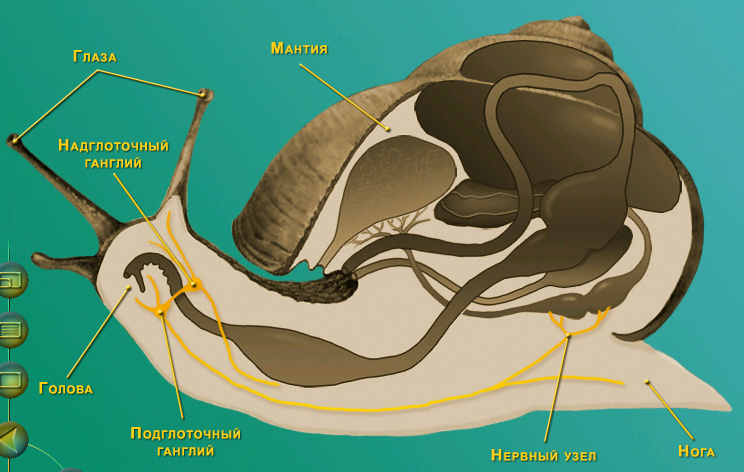 Глаза
Мантия
Надглоточный
ганглий
Голова
Подглоточный
ганглий
Нервный узел
Нога